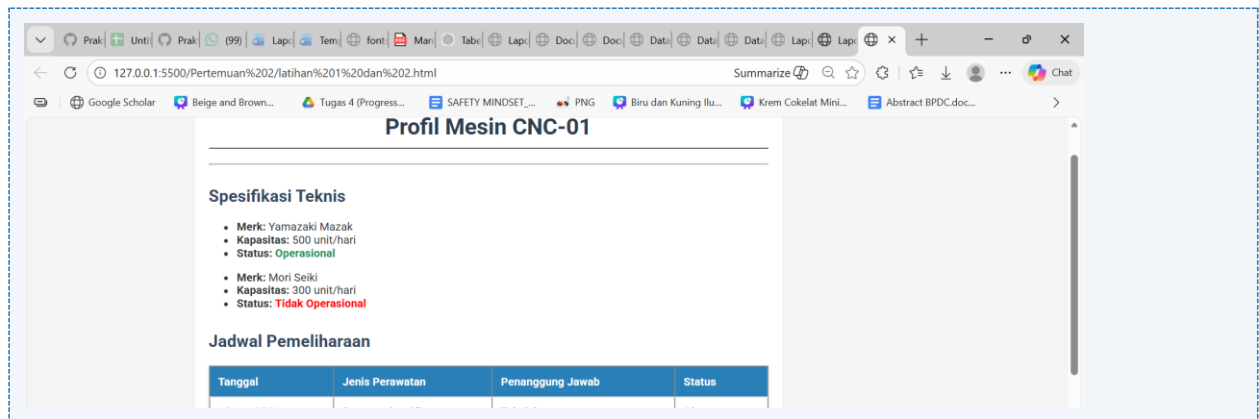 Prak Unti Prak (99) Lapo Tem font Man Tabe Lapo Doc Doc Data Data Data Lapo Lapo
127.0.0.1:5500/Pertemuan%202/latihan%201%20dan%202.html Summarize Chat
Google Scholar Beige and Brown... Tugas 4 (Progress... SAFETY MINDSET_... PNG Biru dan Kuning Ilu... Krem Cokelat Mini... Abstract BPDC.doc...
Profil Mesin CNC-01
Spesifikasi Teknis
• Merk: Yamazaki Mazak
• Kapasitas: 500 unit/hari
• Status: Operasional
• Merk: Mori Seiki
• Kapasitas: 300 unit/hari
• Status: Tidak Operasional
Jadwal Pemeliharaan
Tanggal Jenis Perawatan Penanggung Jawab Status